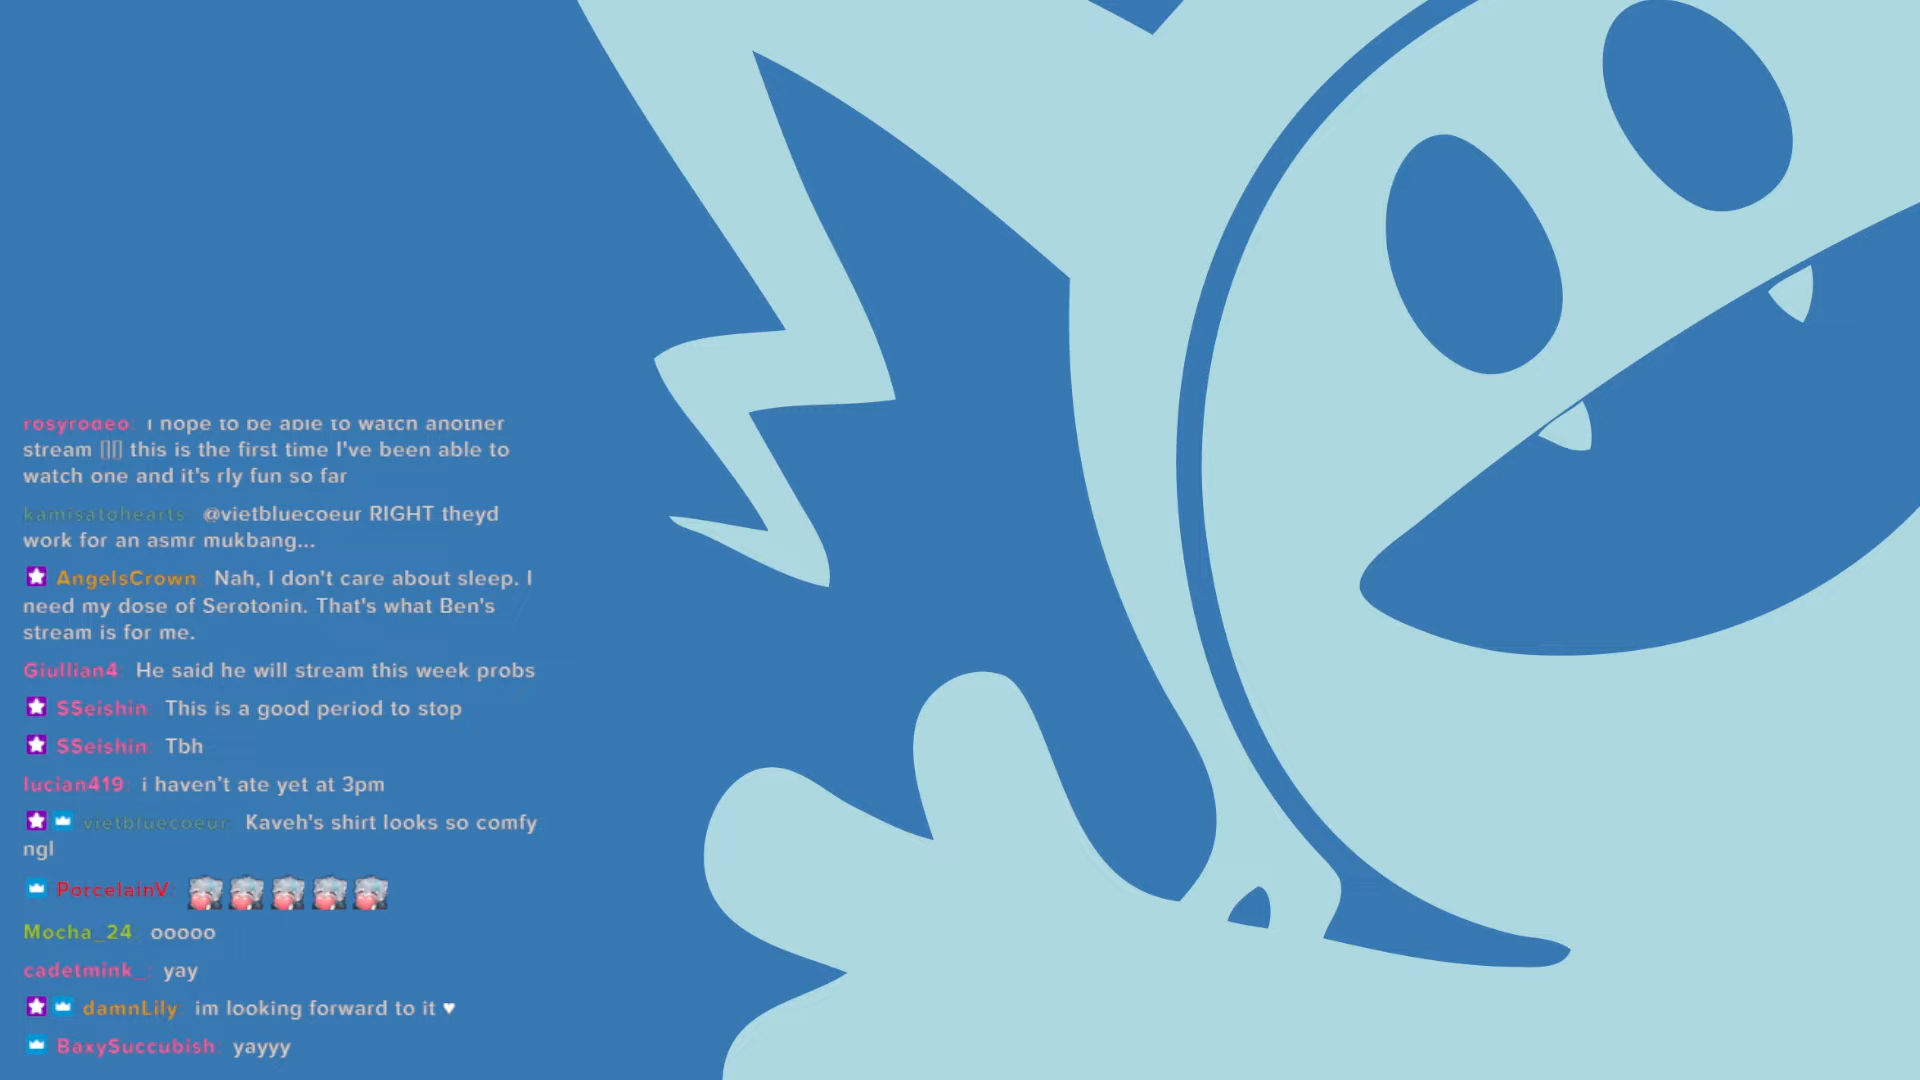 rosyrodeo: i hope to be able to watch another
stream ▯▯ this is the first time I've been able to
watch one and it's rly fun so far
kamisatohearts: @vietbluecoeur RIGHT theyd
work for an asmr mukbang...
AngelsCrown: Nah, I don't care about sleep. I
need my dose of Serotonin. That's what Ben's
stream is for me.
Giullian4: He said he will stream this week probs
SSeishin: This is a good period to stop
SSeishin: Tbh
lucian419: i haven't ate yet at 3pm
vietbluecoeur: Kaveh's shirt looks so comfy
ngl
PorcelainV:
Mocha_24: ooooo
cadetmink_: yay
damnLily: im looking forward to it ♥
BaxySuccubish: yayyy